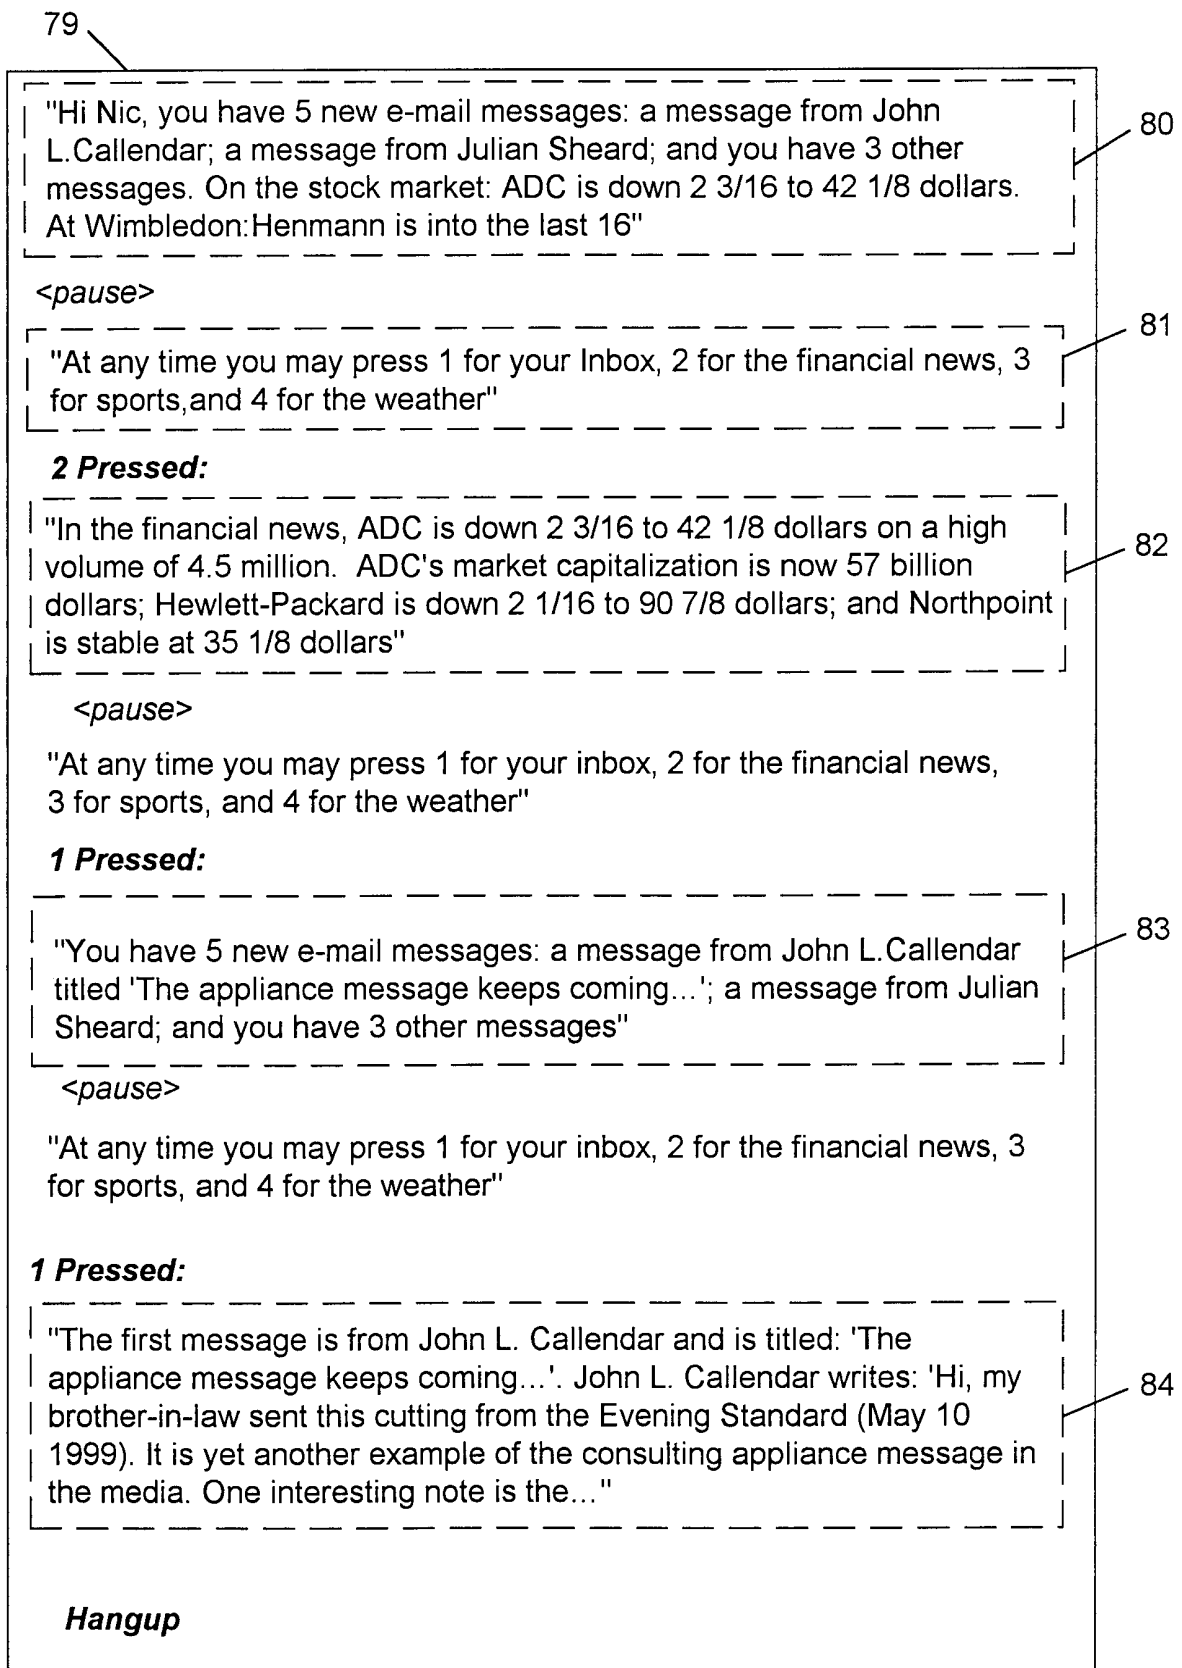 79
"Hi Nic, you have 5 new e-mail messages: a message from John
L.Callendar; a message from Julian Sheard; and you have 3 other
messages. On the stock market: ADC is down 2 3/16 to 42 1/8 dollars.
At Wimbledon:Henmann is into the last 16"
80
<pause>
"At any time you may press 1 for your Inbox, 2 for the financial news, 3
for sports,and 4 for the weather"
81
2 Pressed:
"In the financial news, ADC is down 2 3/16 to 42 1/8 dollars on a high
volume of 4.5 million.  ADC's market capitalization is now 57 billion
dollars; Hewlett-Packard is down 2 1/16 to 90 7/8 dollars; and Northpoint
is stable at 35 1/8 dollars"
82
<pause>
"At any time you may press 1 for your inbox, 2 for the financial news,
3 for sports, and 4 for the weather"
1 Pressed:
"You have 5 new e-mail messages: a message from John L.Callendar
titled 'The appliance message keeps coming...'; a message from Julian
Sheard; and you have 3 other messages"
83
<pause>
"At any time you may press 1 for your inbox, 2 for the financial news, 3
for sports, and 4 for the weather"
1 Pressed:
"The first message is from John L. Callendar and is titled: 'The
appliance message keeps coming...'. John L. Callendar writes: 'Hi, my
brother-in-law sent this cutting from the Evening Standard (May 10
1999). It is yet another example of the consulting appliance message in
the media. One interesting note is the..."
84
Hangup